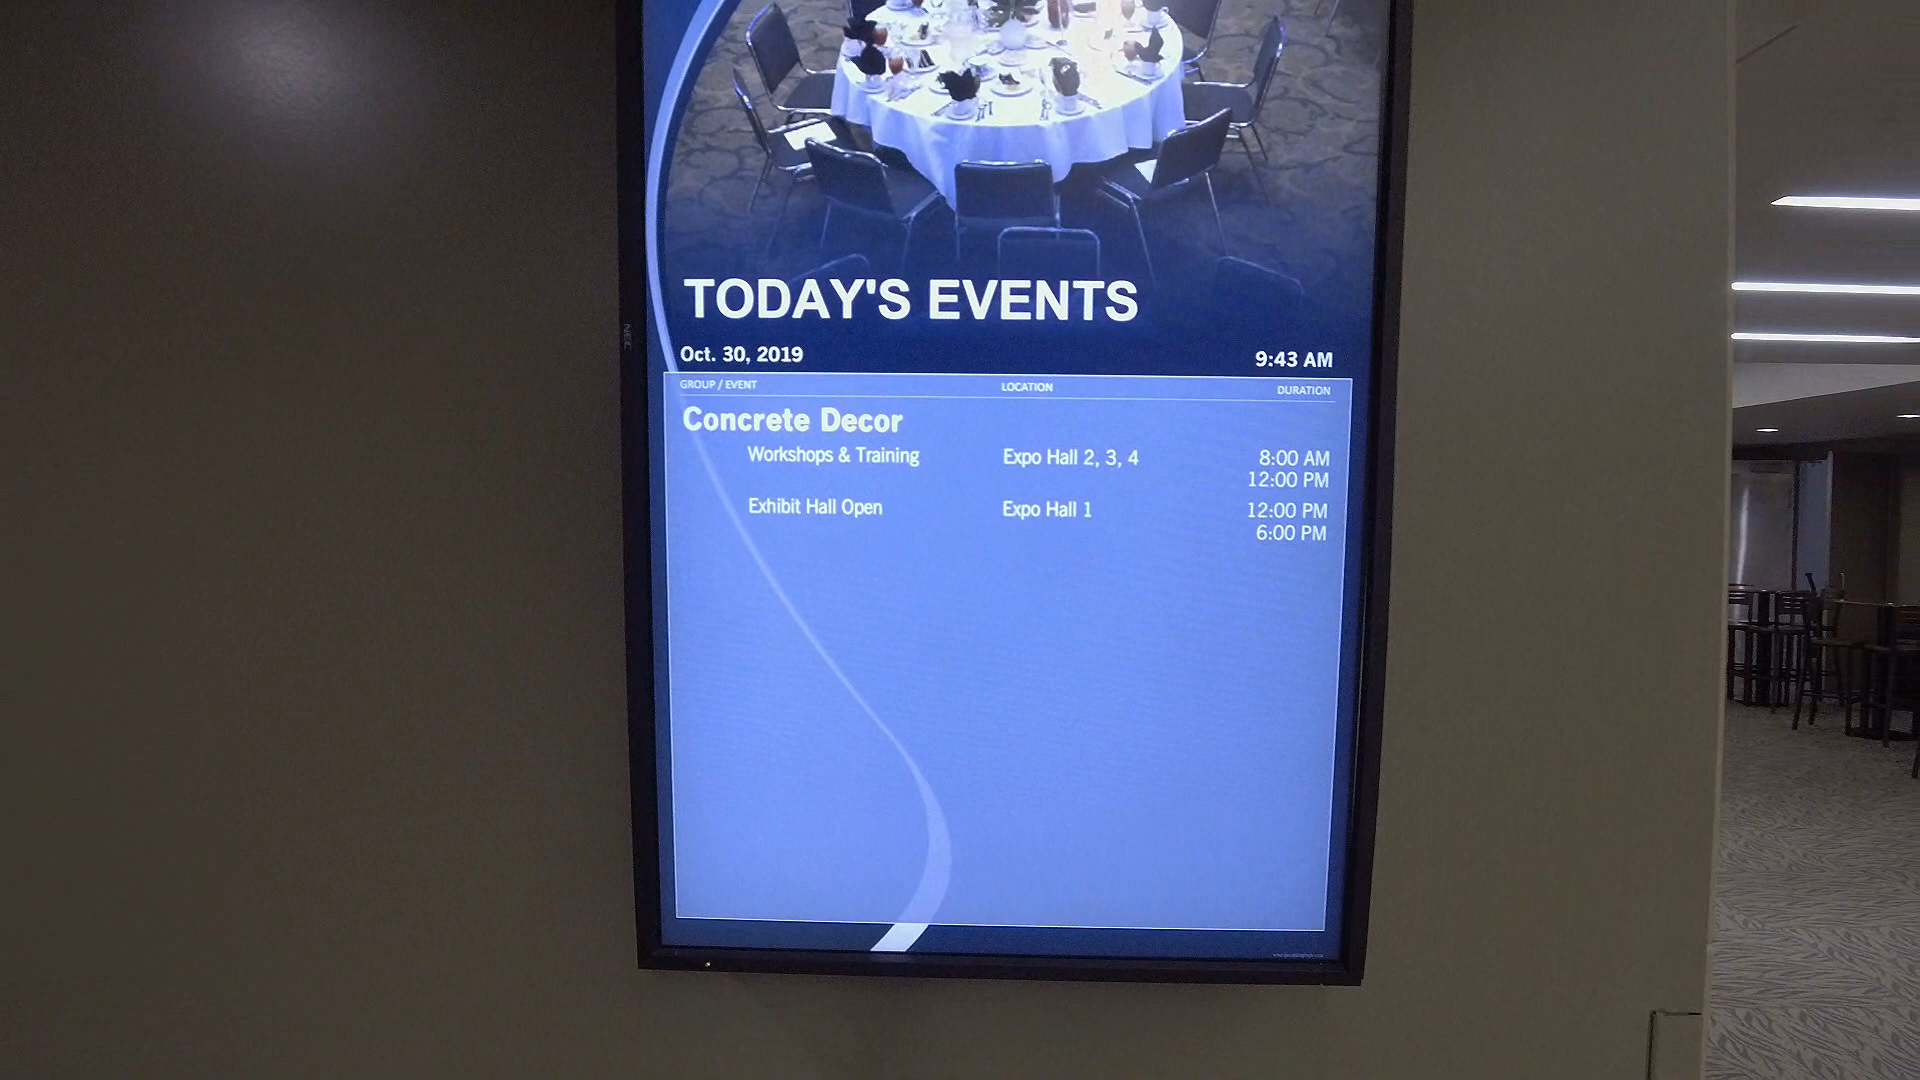 TODAY'S EVENTS
Oct. 30, 2019 9:43 AM
GROUP / EVENT LOCATION DURATION
Concrete Decor
Workshops & Training Expo Hall 2, 3, 4 8:00 AM
12:00 PM
Exhibit Hall Open Expo Hall 1 12:00 PM
6:00 PM
NEC